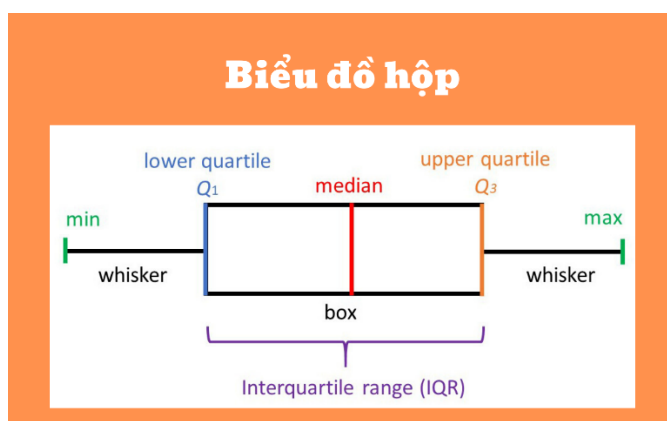 Biểu đồ hộp
lower quartile
Q1
median
upper quartile
Q3
min
max
whisker
whisker
box
Interquartile range (IQR)